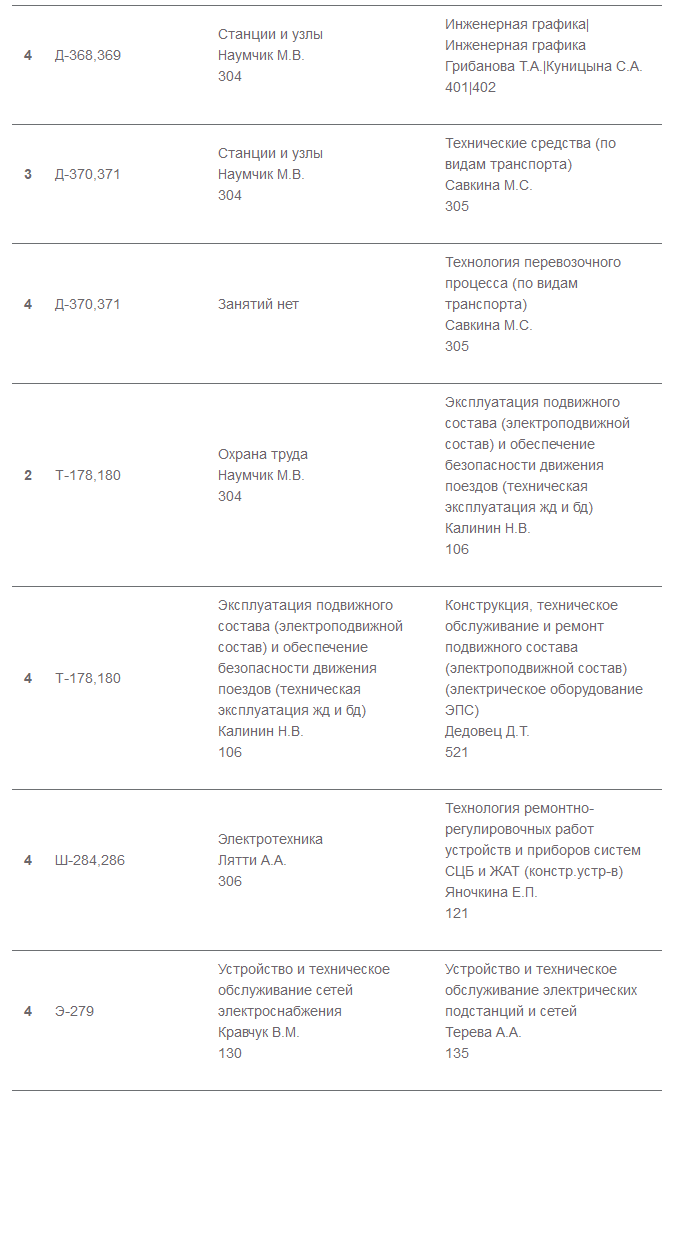 4
Д-368,369
Станции и узлы
Наумчик М.В.
304
Инженерная графика|
Инженерная графика
Грибанова Т.А.|Куницына С.А.
401|402
3
Д-370,371
Станции и узлы
Наумчик М.В.
304
Технические средства (по
видам транспорта)
Савкина М.С.
305
4
Д-370,371
Занятий нет
Технология перевозочного
процесса (по видам
транспорта)
Савкина М.С.
305
2
Т-178,180
Охрана труда
Наумчик М.В.
304
Эксплуатация подвижного
состава (электроподвижной
состав) и обеспечение
безопасности движения
поездов (техническая
эксплуатация жд и бд)
Калинин Н.В.
106
4
Т-178,180
Эксплуатация подвижного
состава (электроподвижной
состав) и обеспечение
безопасности движения
поездов (техническая
эксплуатация жд и бд)
Калинин Н.В.
106
Конструкция, техническое
обслуживание и ремонт
подвижного состава
(электроподвижной состав)
(электрическое оборудование
ЭПС)
Дедовец Д.Т.
521
4
Ш-284,286
Электротехника
Лятти А.А.
306
Технология ремонтно-
регулировочных работ
устройств и приборов систем
СЦБ и ЖАТ (констр.устр-в)
Яночкина Е.П.
121
4
Э-279
Устройство и техническое
обслуживание сетей
электроснабжения
Кравчук В.М.
130
Устройство и техническое
обслуживание электрических
подстанций и сетей
Терева А.А.
135